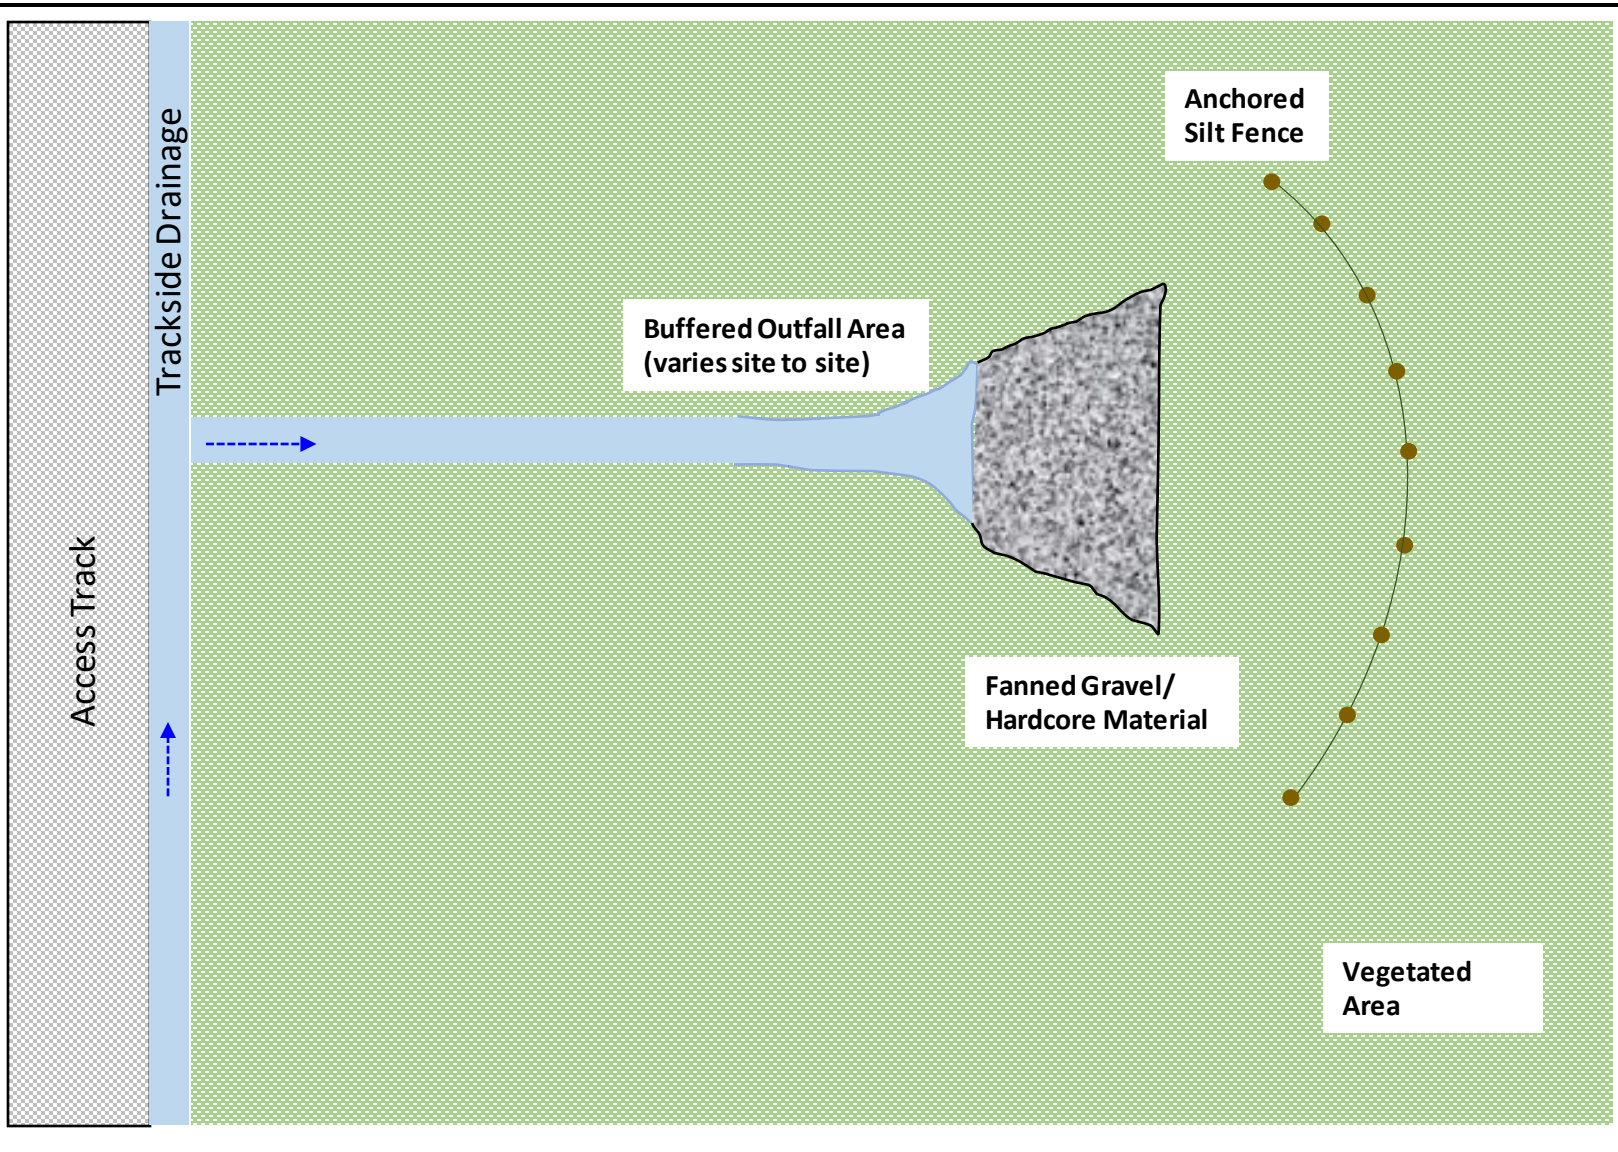 Access Track
Trackside Drainage
Anchored
Silt Fence
Buffered Outfall Area
(varies site to site)
Fanned Gravel/
Hardcore Material
Vegetated
Area